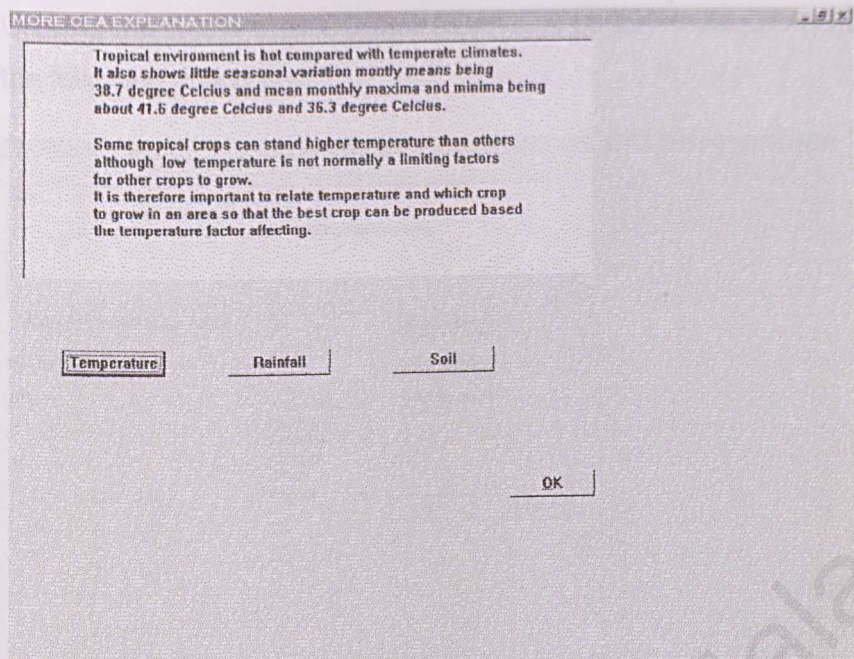 MORE CEA EXPLANATION
Tropical environment is hot compared with temperate climates.
It also shows little seasonal variation montly means being
38.7 degree Celcius and mean monthly maxima and minima being
about 41.6 degree Celcius and 36.3 degree Celcius.
Some tropical crops can stand higher temperature than others
although low temperature is not normally a limiting factors
for other crops to grow.
It is therefore important to relate temperature and which crop
to grow in an area so that the best crop can be produced based
the temperature factor affecting.
Temperature Rainfall Soil
OK